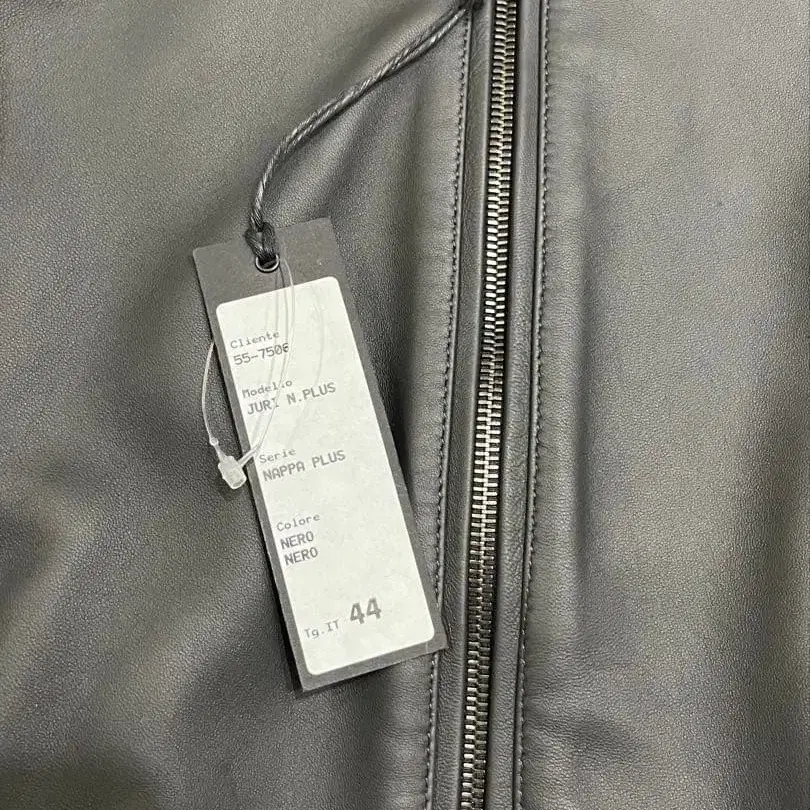 Cliente
55-7506
Modello
JURI N.PLUS
Serie
NAPPA PLUS
Colore
NERO
NERO
Tg.IT 44